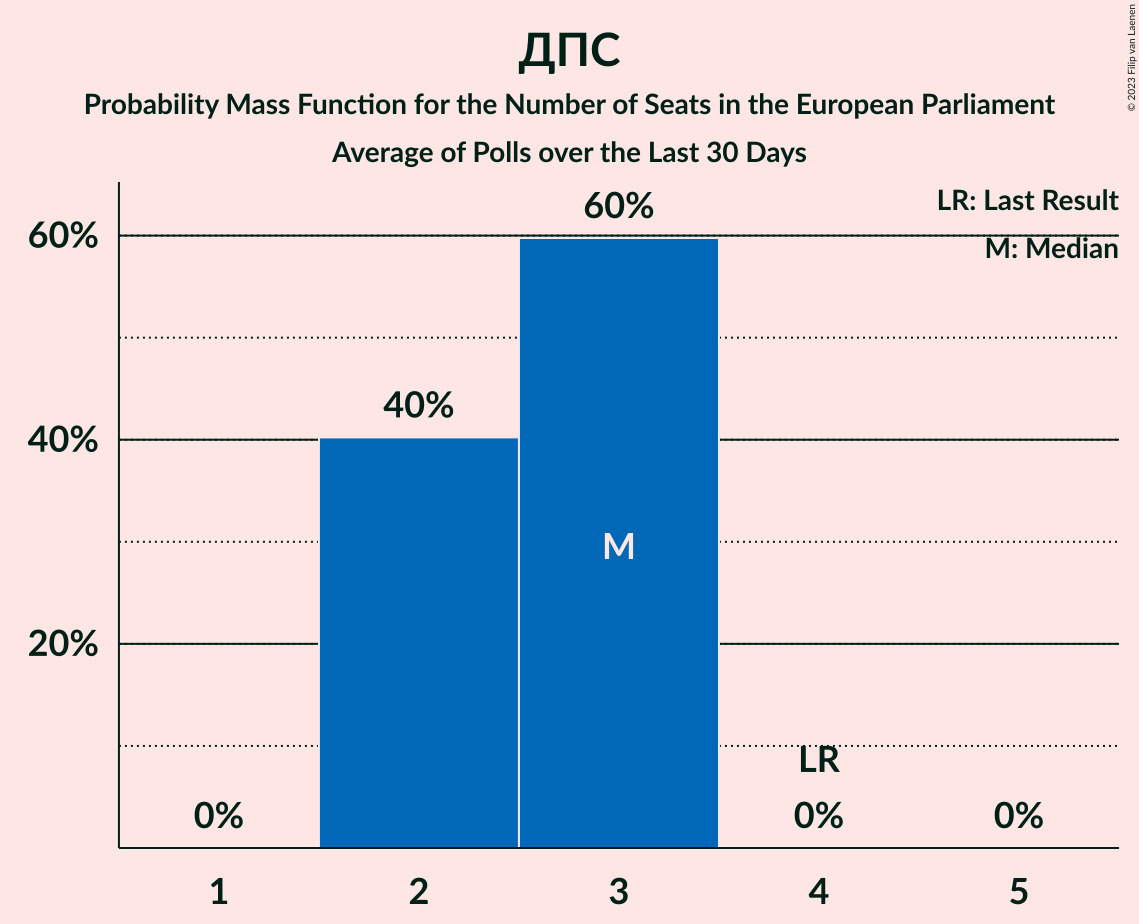 ДПС
Probability Mass Function for the Number of Seats in the European Parliament
Average of Polls over the Last 30 Days
© 2023 Filip van Laenen
LR: Last Result
M: Median
60%
40%
20%
0%
40%
60%
M
LR
0%
0%
1 2 3 4 5